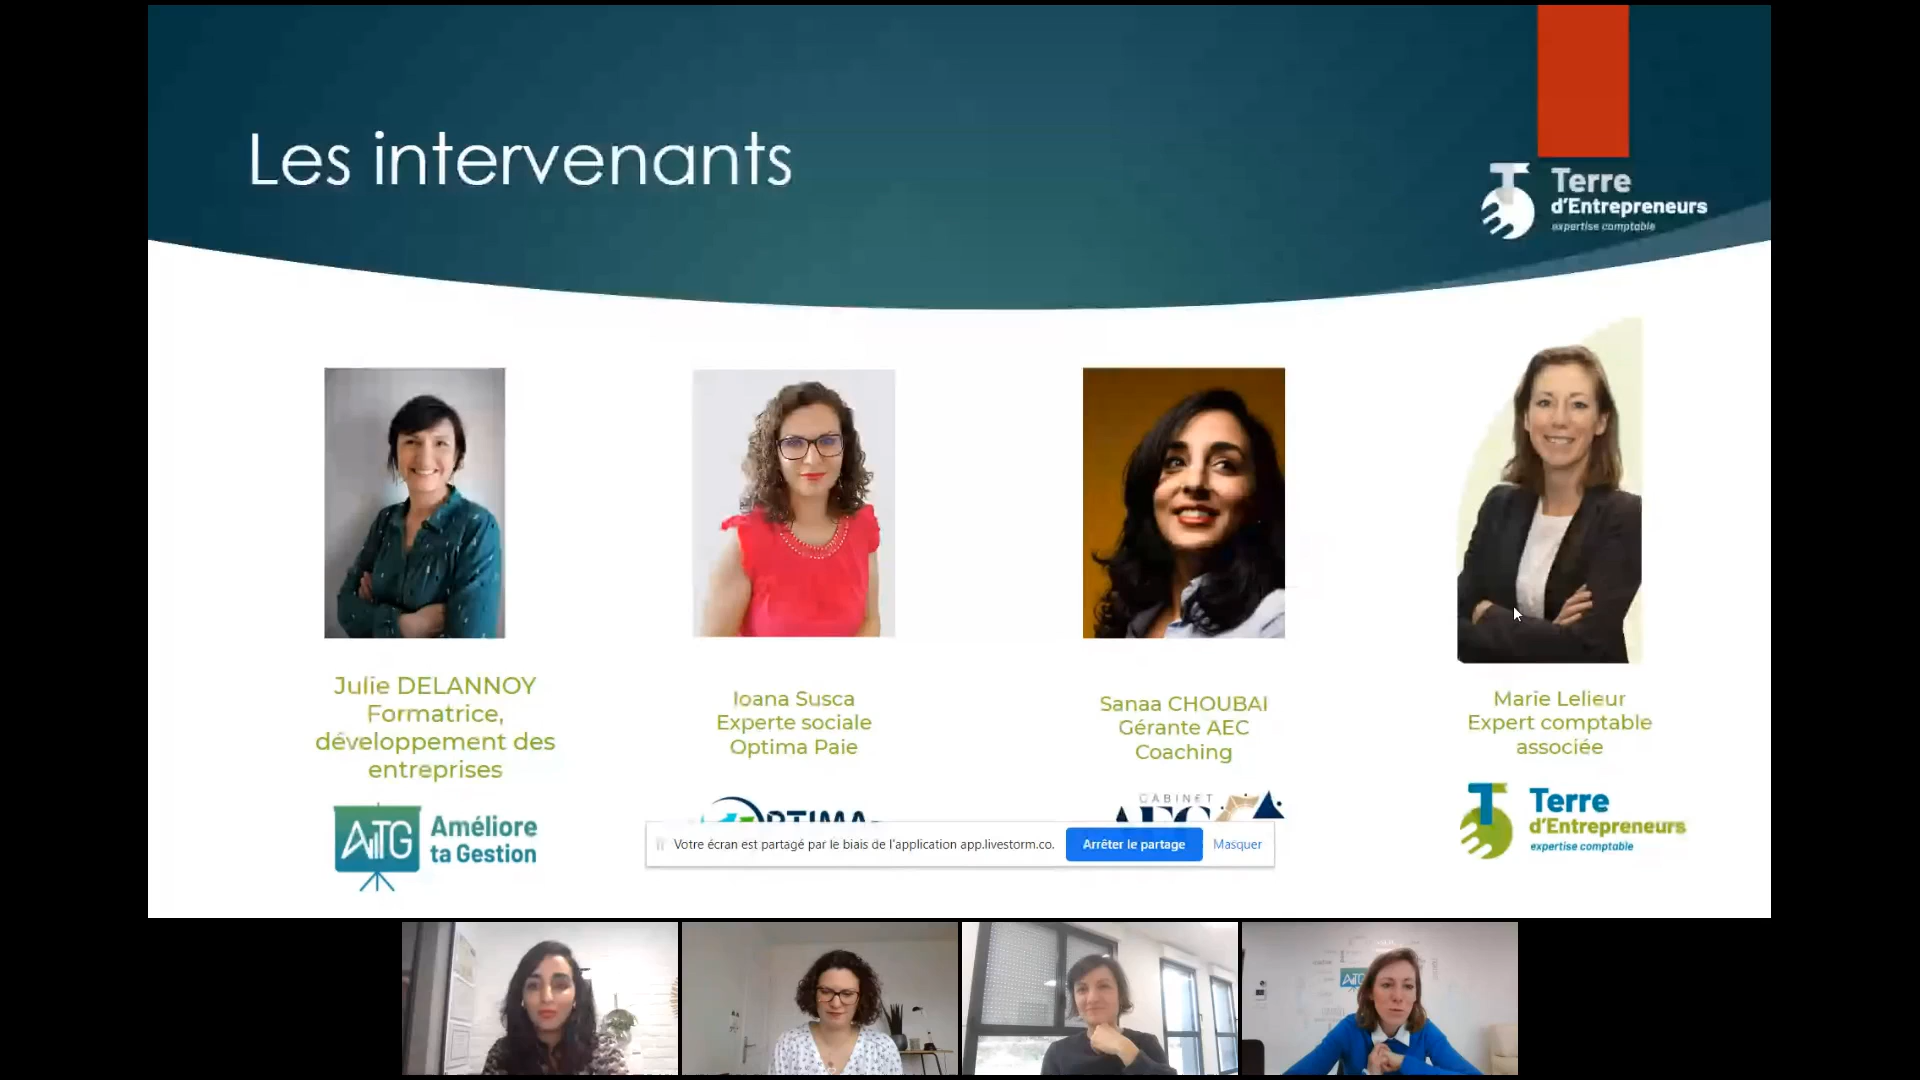 Les intervenants
Terre
d'Entrepreneurs
expertise comptable
Julie DELANNOY
Formatrice,
développement des
entreprises
Ioana Susca
Experte sociale
Optima Paie
Sanaa CHOUBAI
Gérante AEC
Coaching
Marie Lelieur
Expert comptable
associée
AITG
Améliore
ta Gestion
OPTIMA
CABINET
AEC
Terre
d'Entrepreneurs
expertise comptable
Votre écran est partagé par le biais de l'application app.livestorm.co.
Arrêter le partage
Masquer